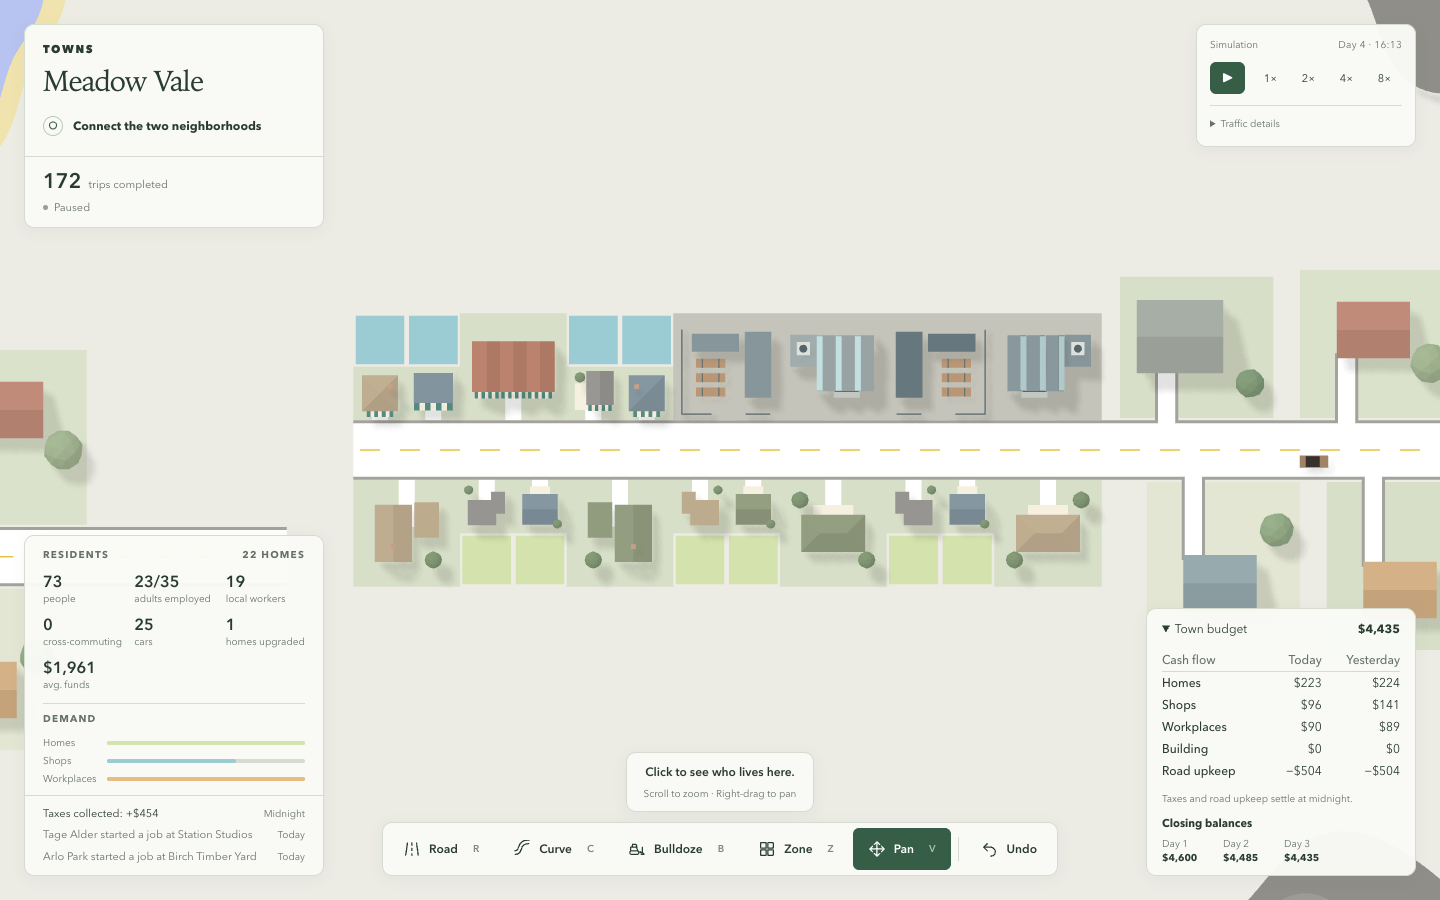 TOWNS
Meadow Vale
Connect the two neighborhoods
172 trips completed
Paused
Simulation Day 4 · 16:13
1× 2× 4× 8×
Traffic details
RESIDENTS 22 HOMES
73 23/35 19
people adults employed local workers
0 25 1
cross-commuting cars homes upgraded
$1,961
avg. funds
DEMAND
Homes
Shops
Workplaces
Taxes collected: +$454 Midnight
Tage Alder started a job at Station Studios Today
Arlo Park started a job at Birch Timber Yard Today
Town budget $4,435
Cash flow Today Yesterday
Homes $223 $224
Shops $96 $141
Workplaces $90 $89
Building $0 $0
Road upkeep −$504 −$504
Taxes and road upkeep settle at midnight.
Closing balances
Day 1 Day 2 Day 3
$4,600 $4,485 $4,435
Click to see who lives here.
Scroll to zoom · Right-drag to pan
Road R Curve C Bulldoze B Zone Z Pan V Undo